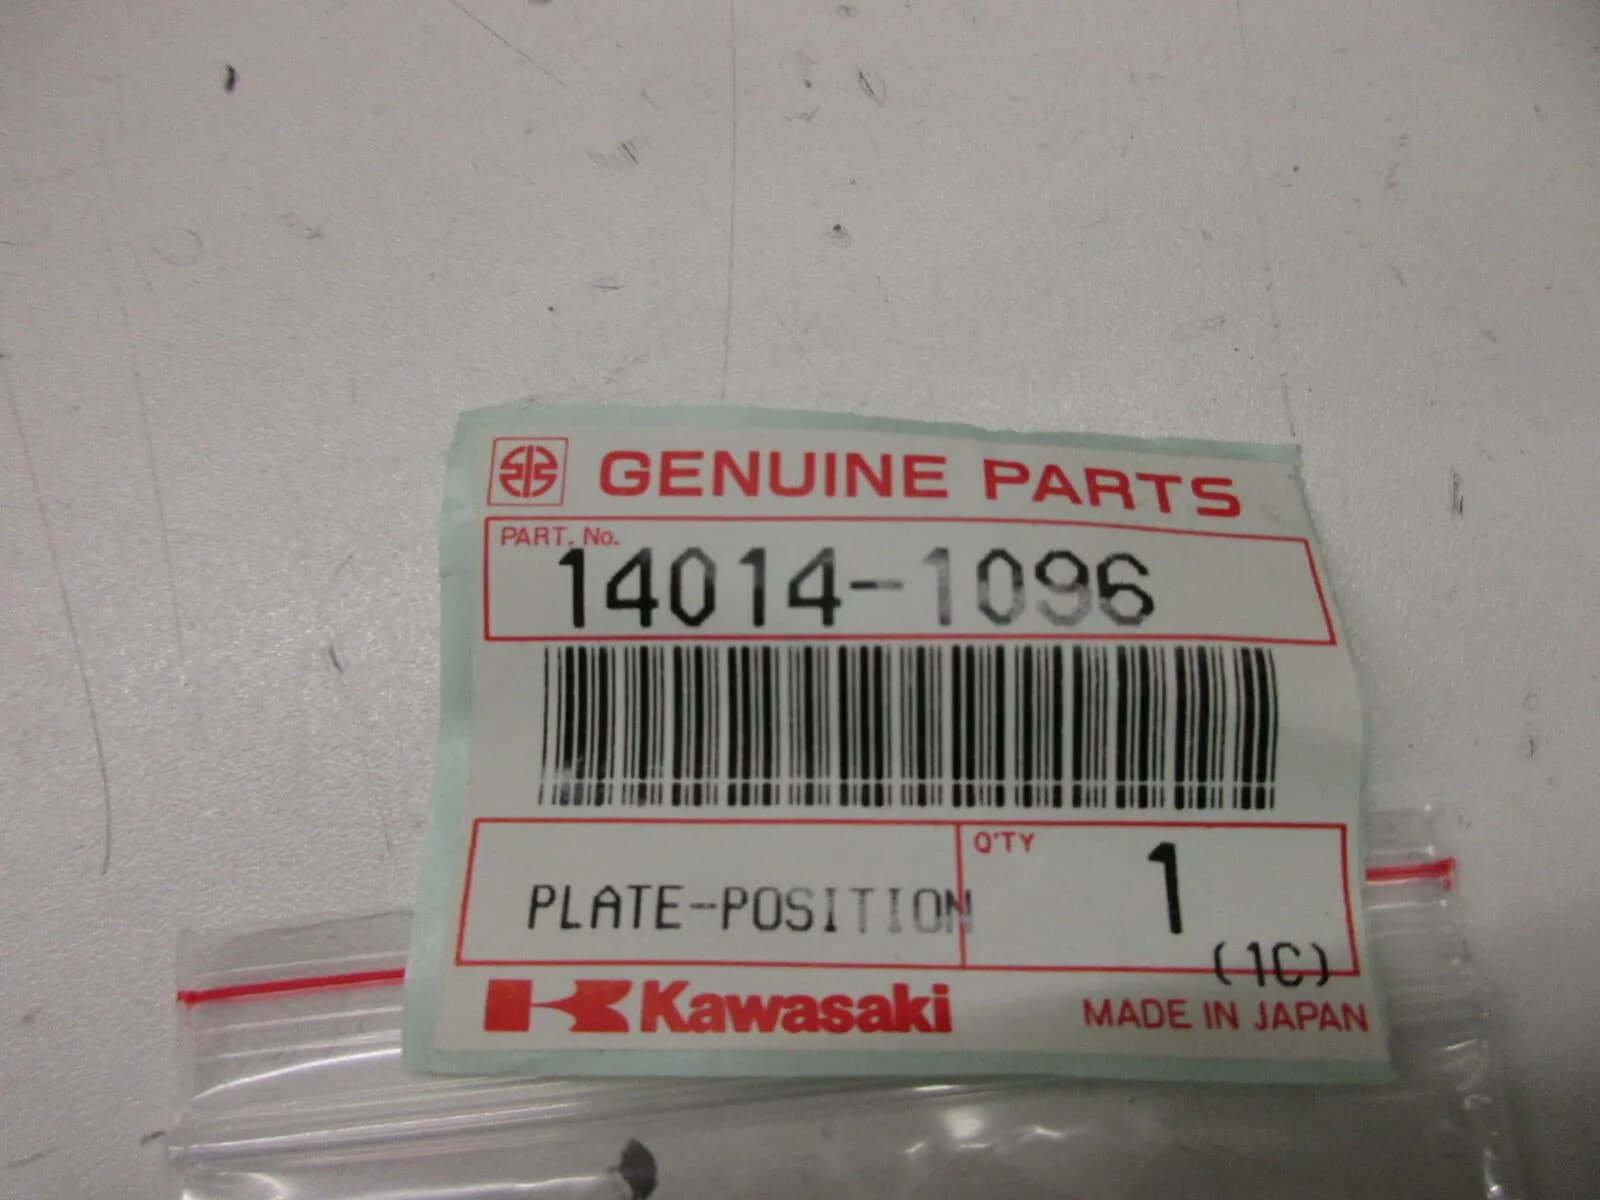 GENUINE PARTS
PART. No.
14014-1096
PLATE-POSITION
Q'TY
1
(1C)
Kawasaki
MADE IN JAPAN